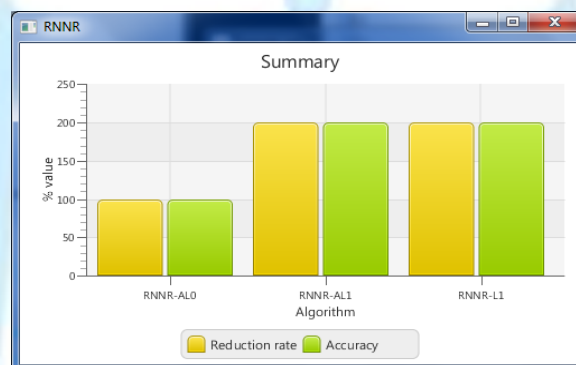 RNNR
Summary
250
200
150
100
50
0
% value
RNNR-AL0
RNNR-AL1
RNNR-L1
Algorithm
Reduction rate
Accuracy